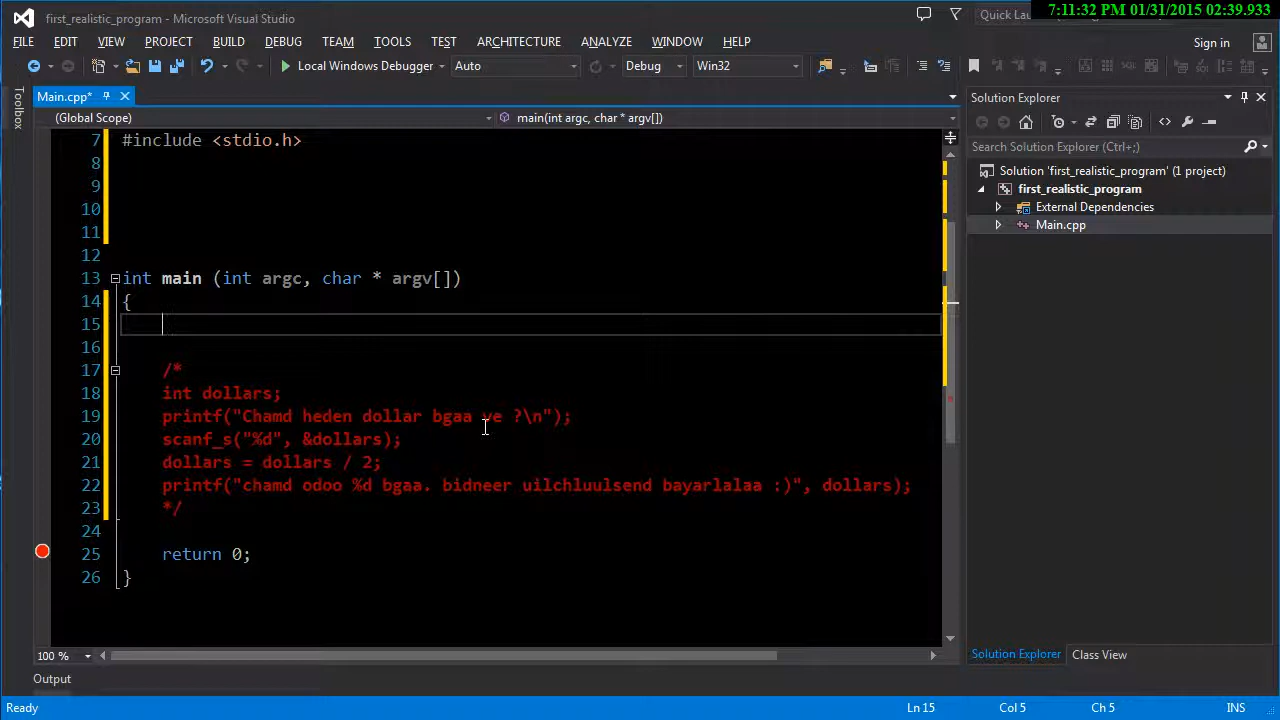 first_realistic_program - Microsoft Visual Studio
7:11:32 PM 01/31/2015 02:39.933
FILE EDIT VIEW PROJECT BUILD DEBUG TEAM TOOLS TEST ARCHITECTURE ANALYZE WINDOW HELP
Sign in
Local Windows Debugger Auto Debug Win32
Toolbox
Main.cpp*
(Global Scope) main(int argc, char * argv[])
7 #include <stdio.h>
8
9
10
11
12
13 int main (int argc, char * argv[])
14 {
15
16
17 /*
18 int dollars;
19 printf("Chamd heden dollar bgaa ve ?\n");
20 scanf_s("%d", &dollars);
21 dollars = dollars / 2;
22 printf("chamd odoo %d bgaa. bidneer uilchluulsend bayarlalaa :)", dollars);
23 */
24
25 return 0;
26 }
100 %
Output
Solution Explorer
Search Solution Explorer (Ctrl+;)
Solution 'first_realistic_program' (1 project)
first_realistic_program
External Dependencies
Main.cpp
Solution Explorer Class View
Ready Ln 15 Col 5 Ch 5 INS